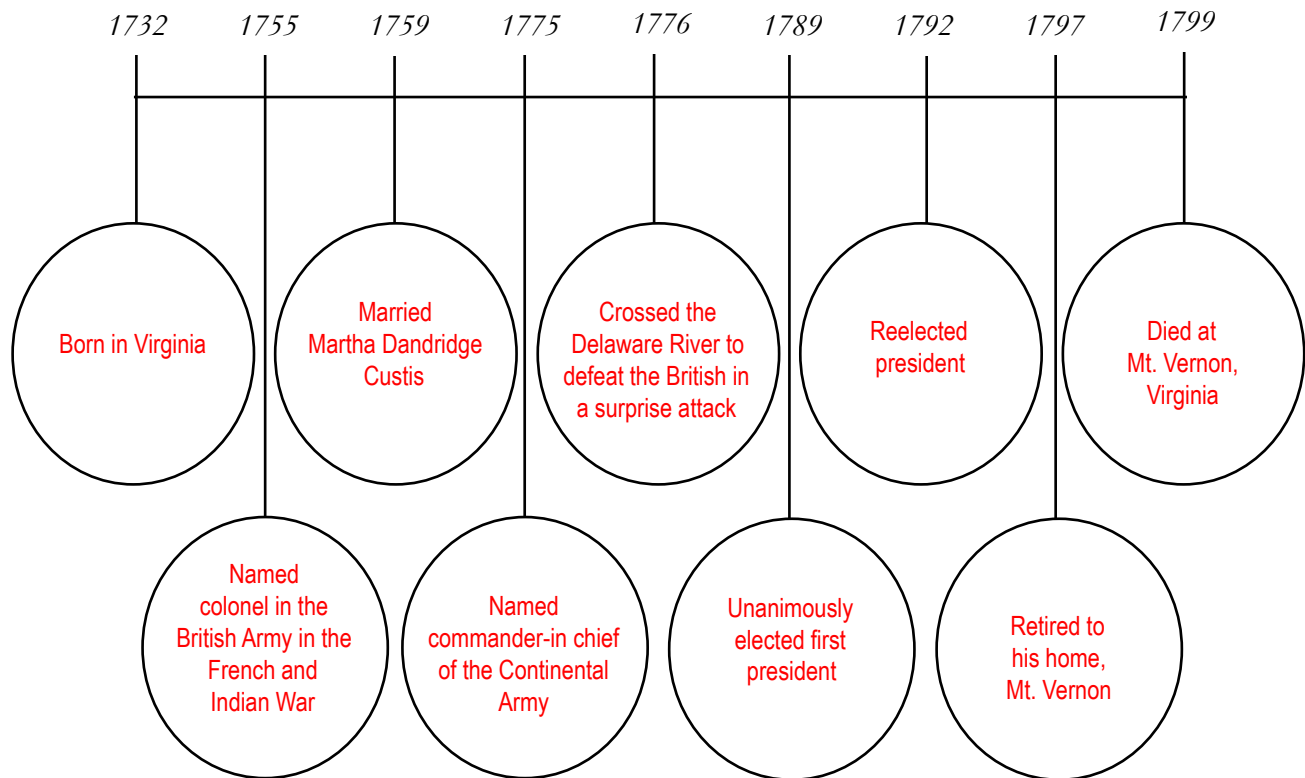 1732 1755 1759 1775 1776 1789 1792 1797 1799
Born in Virginia
Married
Martha Dandridge
Custis
Crossed the
Delaware River to
defeat the British in
a surprise attack
Reelected
president
Died at
Mt. Vernon,
Virginia
Named
colonel in the
British Army in the
French and
Indian War
Named
commander-in chief
of the Continental
Army
Unanimously
elected first
president
Retired to
his home,
Mt. Vernon